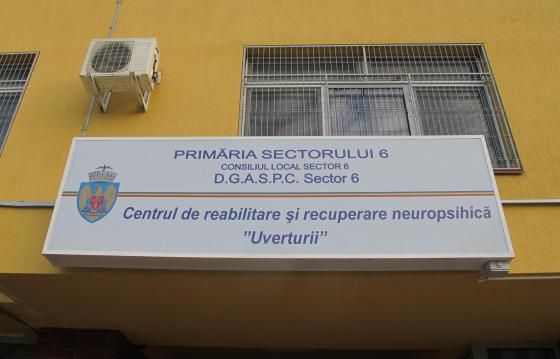 PRIMĂRIA SECTORULUI 6
CONSILIUL LOCAL SECTOR 6
D.G.A.S.P.C. Sector 6
Centrul de reabilitare şi recuperare neuropsihică
”Uverturii”